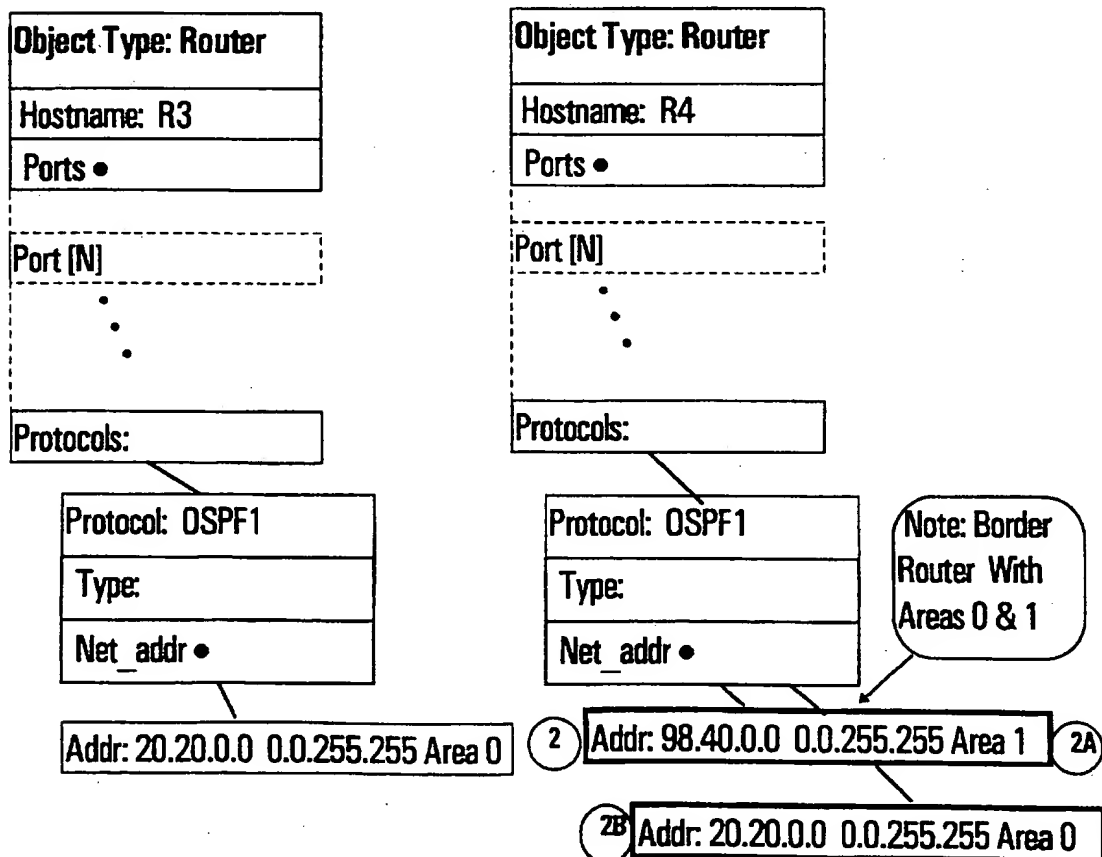 Object Type: Router
Hostname: R3
Ports
Port [N]
Protocols:
Protocol: OSPF1
Type:
Net_addr
Addr: 20.20.0.0 0.0.255.255 Area 0
Object Type: Router
Hostname: R4
Ports
Port [N]
Protocols:
Protocol: OSPF1
Type:
Net_addr
Note: Border
Router With
Areas 0 & 1
2
Addr: 98.40.0.0 0.0.255.255 Area 1
2A
2B
Addr: 20.20.0.0 0.0.255.255 Area 0